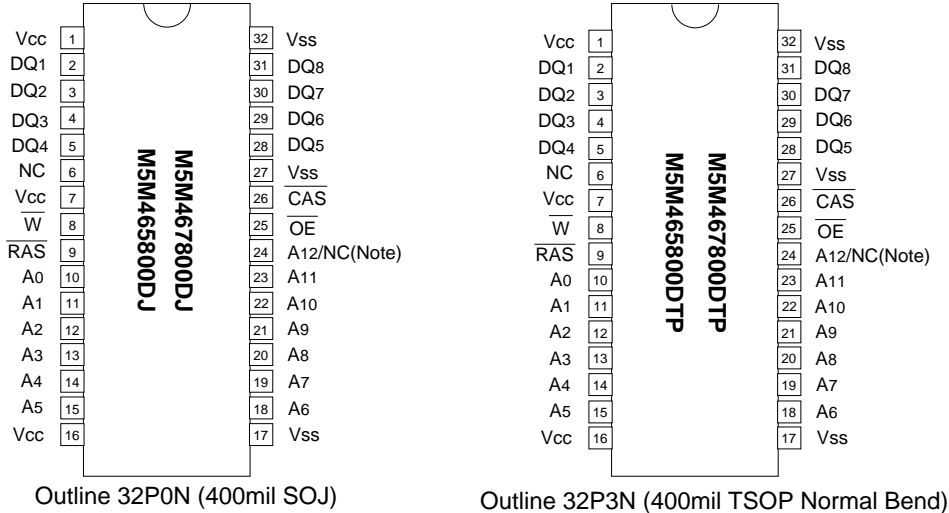 Vcc 1 32 Vss
DQ1 2 31 DQ8
DQ2 3 30 DQ7
DQ3 4 29 DQ6
DQ4 5 28 DQ5
NC 6 27 Vss
Vcc 7 26 C̅A̅S̅
W̅ 8 25 O̅E̅
R̅A̅S̅ 9 24 A12/NC(Note)
A0 10 23 A11
A1 11 22 A10
A2 12 21 A9
A3 13 20 A8
A4 14 19 A7
A5 15 18 A6
Vcc 16 17 Vss
M5M467800DJ
M5M465800DJ
Outline 32P0N (400mil SOJ)
Vcc 1 32 Vss
DQ1 2 31 DQ8
DQ2 3 30 DQ7
DQ3 4 29 DQ6
DQ4 5 28 DQ5
NC 6 27 Vss
Vcc 7 26 C̅A̅S̅
W̅ 8 25 O̅E̅
R̅A̅S̅ 9 24 A12/NC(Note)
A0 10 23 A11
A1 11 22 A10
A2 12 21 A9
A3 13 20 A8
A4 14 19 A7
A5 15 18 A6
Vcc 16 17 Vss
M5M467800DTP
M5M465800DTP
Outline 32P3N (400mil TSOP Normal Bend)